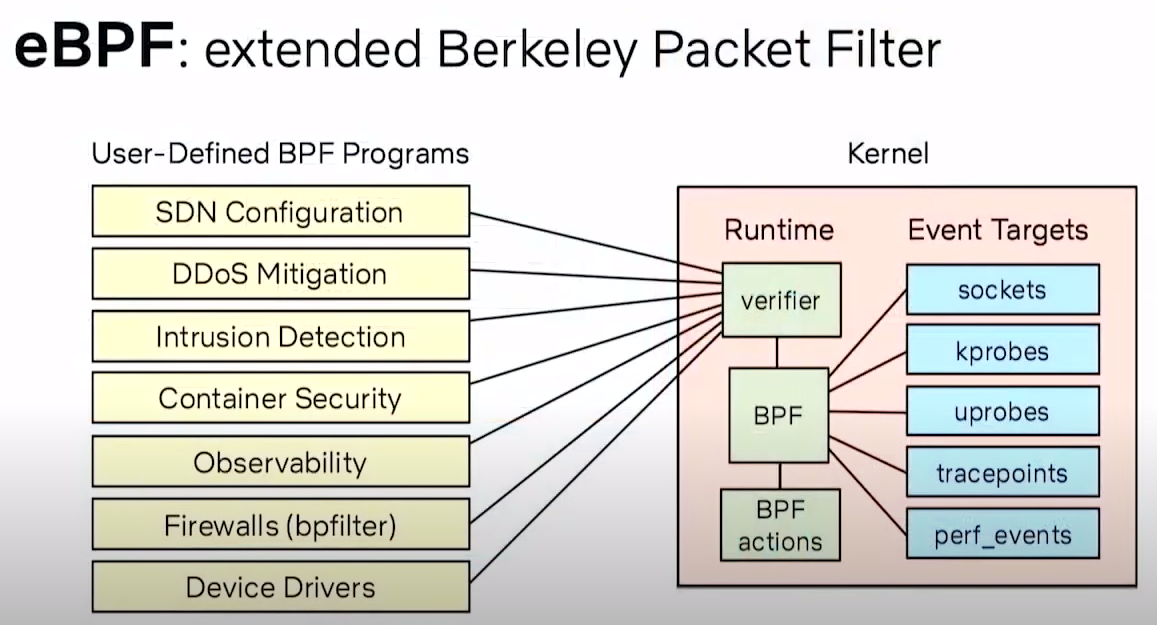 eBPF: extended Berkeley Packet Filter
User-Defined BPF Programs
SDN Configuration
DDoS Mitigation
Intrusion Detection
Container Security
Observability
Firewalls (bpfilter)
Device Drivers
Kernel
Runtime
verifier
BPF
BPF
actions
Event Targets
sockets
kprobes
uprobes
tracepoints
perf_events